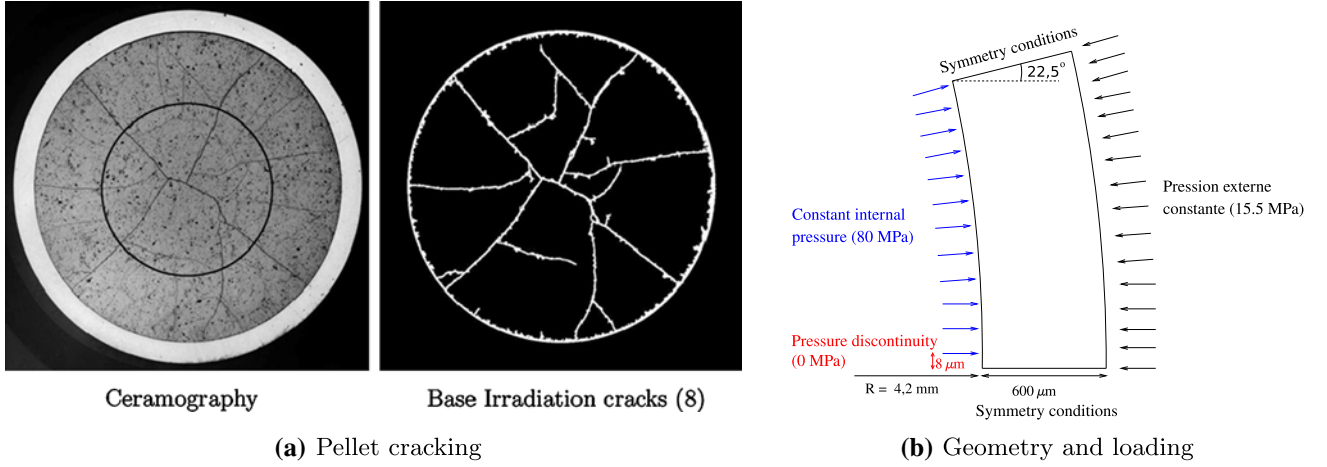 Ceramography
Base Irradiation cracks (8)
(a) Pellet cracking
Symmetry conditions
22,5°
Constant internal
pressure (80 MPa)
Pression externe
constante (15.5 MPa)
Pressure discontinuity
(0 MPa)
8 μm
R = 4,2 mm
600 μm
Symmetry conditions
(b) Geometry and loading